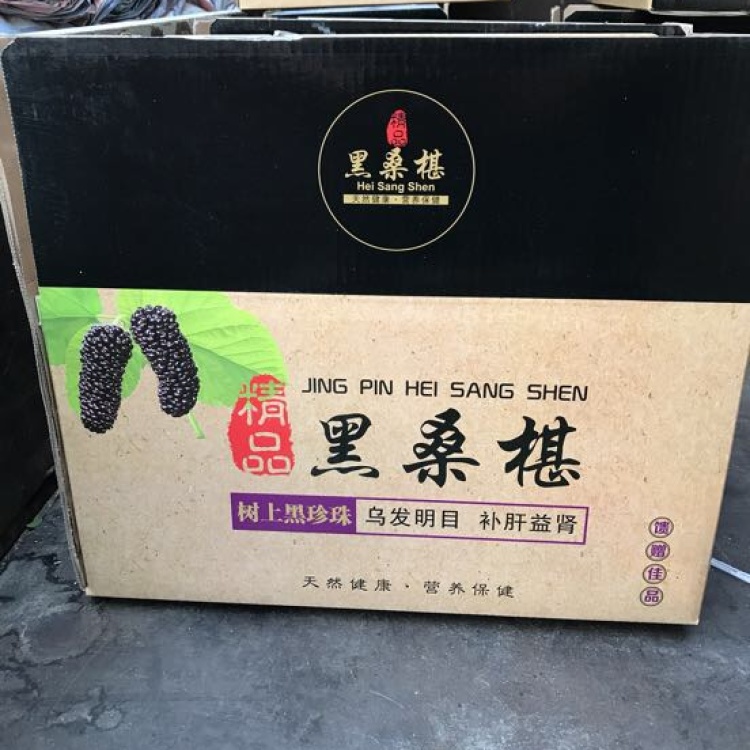 精品
黑桑椹
Hei Sang Shen
天然健康·营养保健
JING PIN HEI SANG SHEN
精品
黑桑椹
树上黑珍珠 乌发明目 补肝益肾
天然健康·营养保健
馈赠佳品